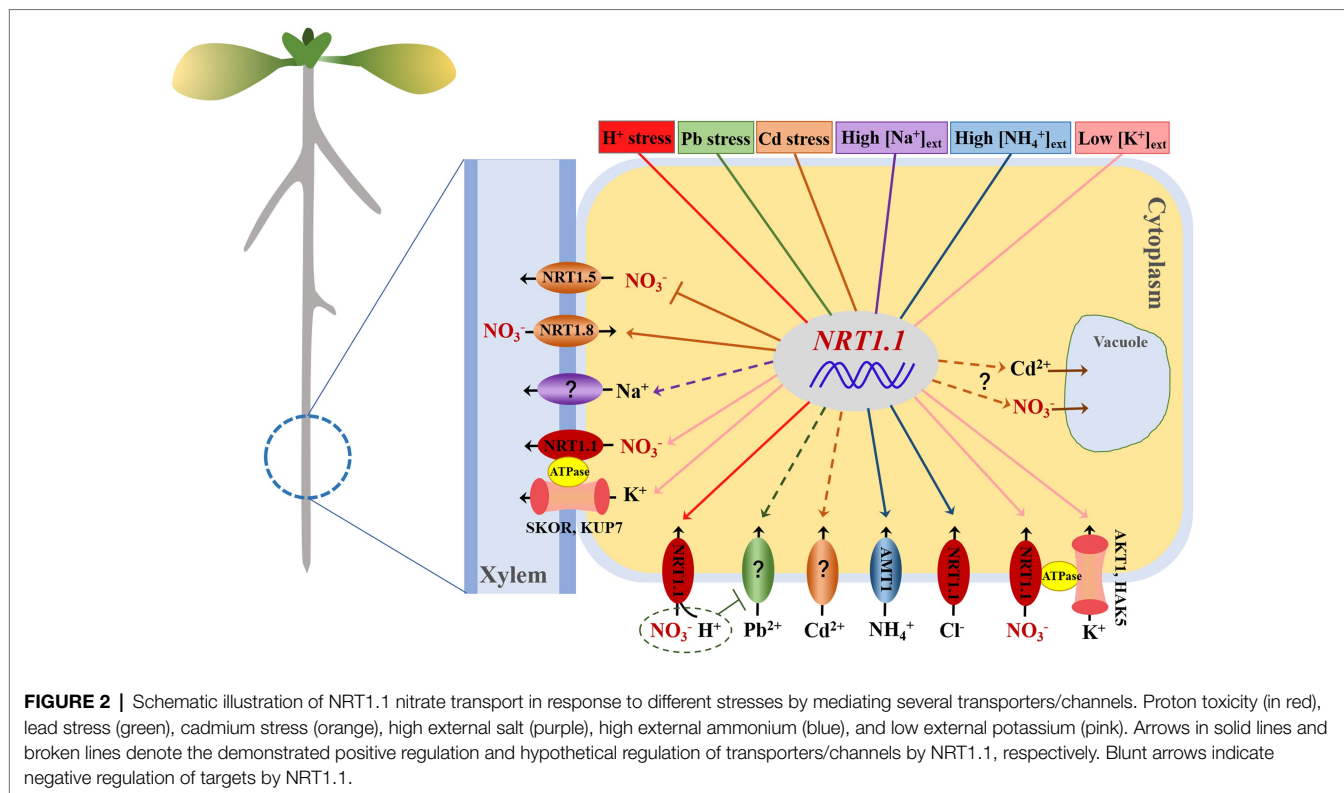 H⁺ stress
Pb stress
Cd stress
High [Na⁺]ext
High [NH₄⁺]ext
Low [K⁺]ext
Cytoplasm
NRT1.5
NO₃⁻
NO₃⁻
NRT1.8
NRT1.1
Vacuole
Cd²⁺
?
NO₃⁻
?
Na⁺
NRT1.1
NO₃⁻
ATPase
K⁺
SKOR, KUP7
Xylem
NRT1.1
?
?
AMT1
NRT1.1
NRT1.1
ATPase
AKT1, HAK5
NO₃⁻ H⁺
Pb²⁺
Cd²⁺
NH₄⁺
Cl⁻
NO₃⁻
K⁺
FIGURE 2 | Schematic illustration of NRT1.1 nitrate transport in response to different stresses by mediating several transporters/channels. Proton toxicity (in red),
lead stress (green), cadmium stress (orange), high external salt (purple), high external ammonium (blue), and low external potassium (pink). Arrows in solid lines and
broken lines denote the demonstrated positive regulation and hypothetical regulation of transporters/channels by NRT1.1, respectively. Blunt arrows indicate
negative regulation of targets by NRT1.1.